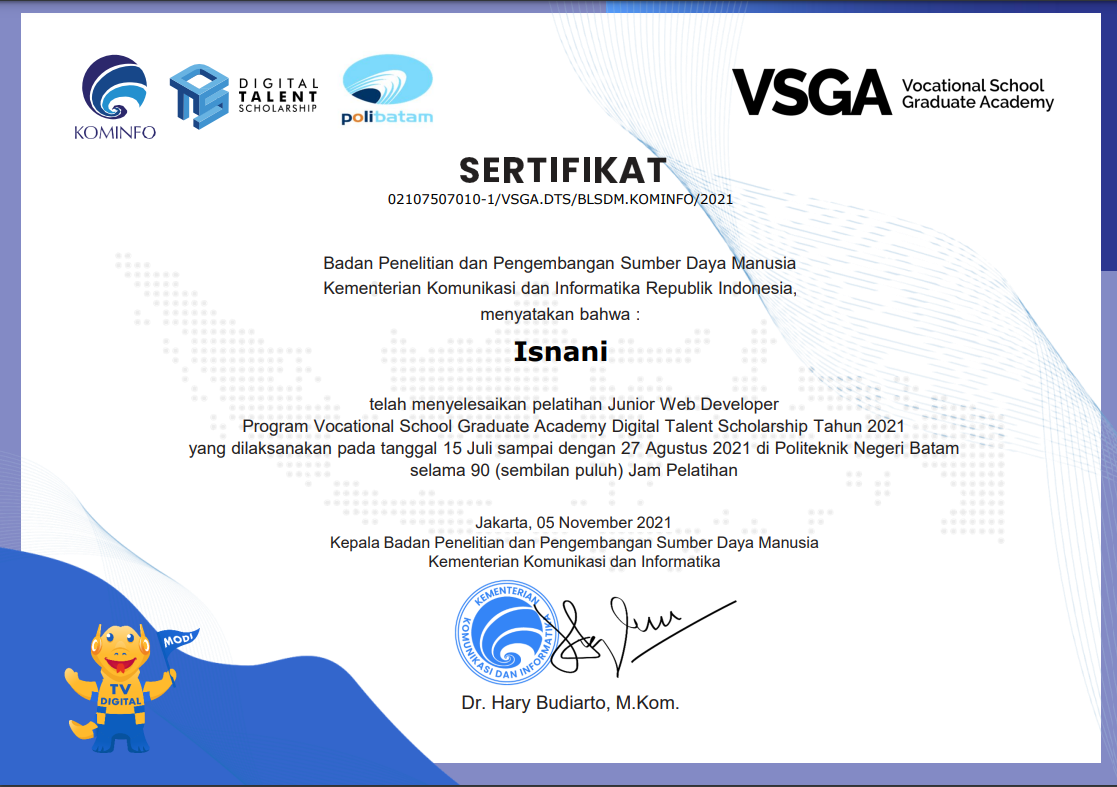 KOMINFO
DIGITAL
TALENT
SCHOLARSHIP
polibatam
VSGA
Vocational School
Graduate Academy
SERTIFIKAT
02107507010-1/VSGA.DTS/BLSDM.KOMINFO/2021
Badan Penelitian dan Pengembangan Sumber Daya Manusia
Kementerian Komunikasi dan Informatika Republik Indonesia,
menyatakan bahwa :
Isnani
telah menyelesaikan pelatihan Junior Web Developer
Program Vocational School Graduate Academy Digital Talent Scholarship Tahun 2021
yang dilaksanakan pada tanggal 15 Juli sampai dengan 27 Agustus 2021 di Politeknik Negeri Batam
selama 90 (sembilan puluh) Jam Pelatihan
Jakarta, 05 November 2021
Kepala Badan Penelitian dan Pengembangan Sumber Daya Manusia
Kementerian Komunikasi dan Informatika
KEMENTERIAN
KOMUNIKASI DAN INFORMATIKA
Dr. Hary Budiarto, M.Kom.
MODI
TV
DIGITAL